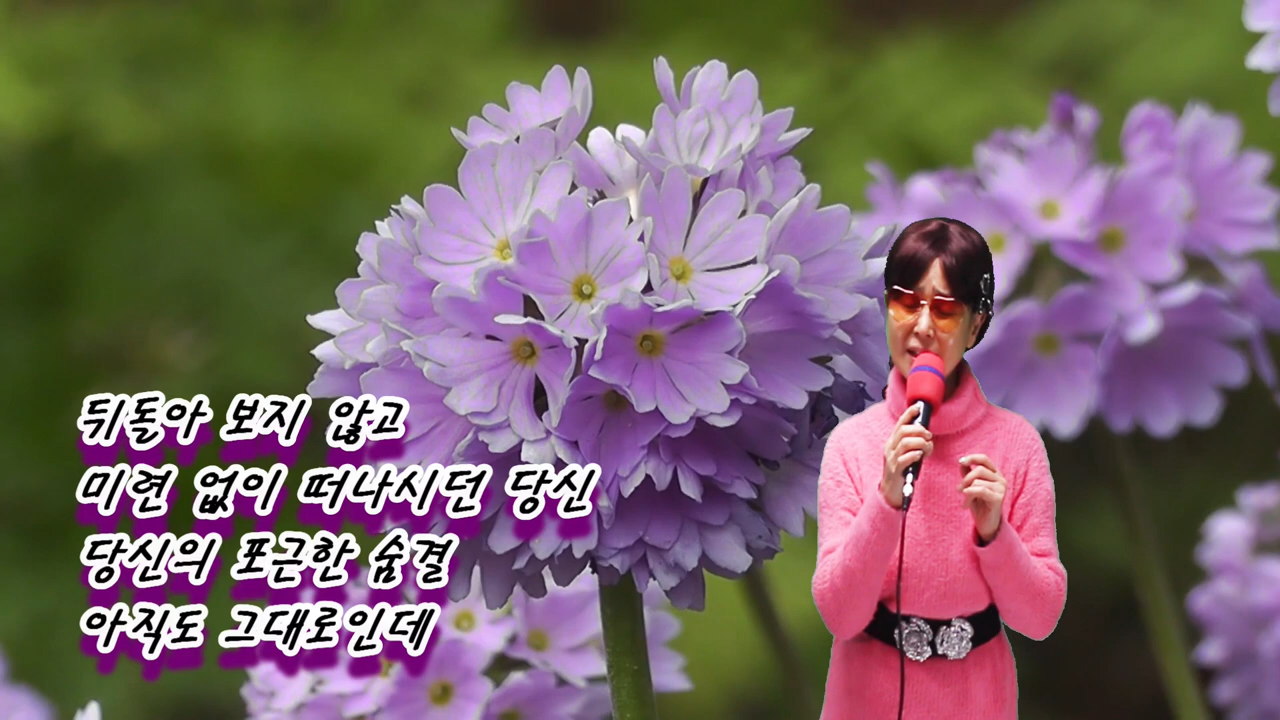 뒤돌아 보지 않고
미련 없이 떠나시던 당신
당신의 포근한 숨결
아직도 그대로인데